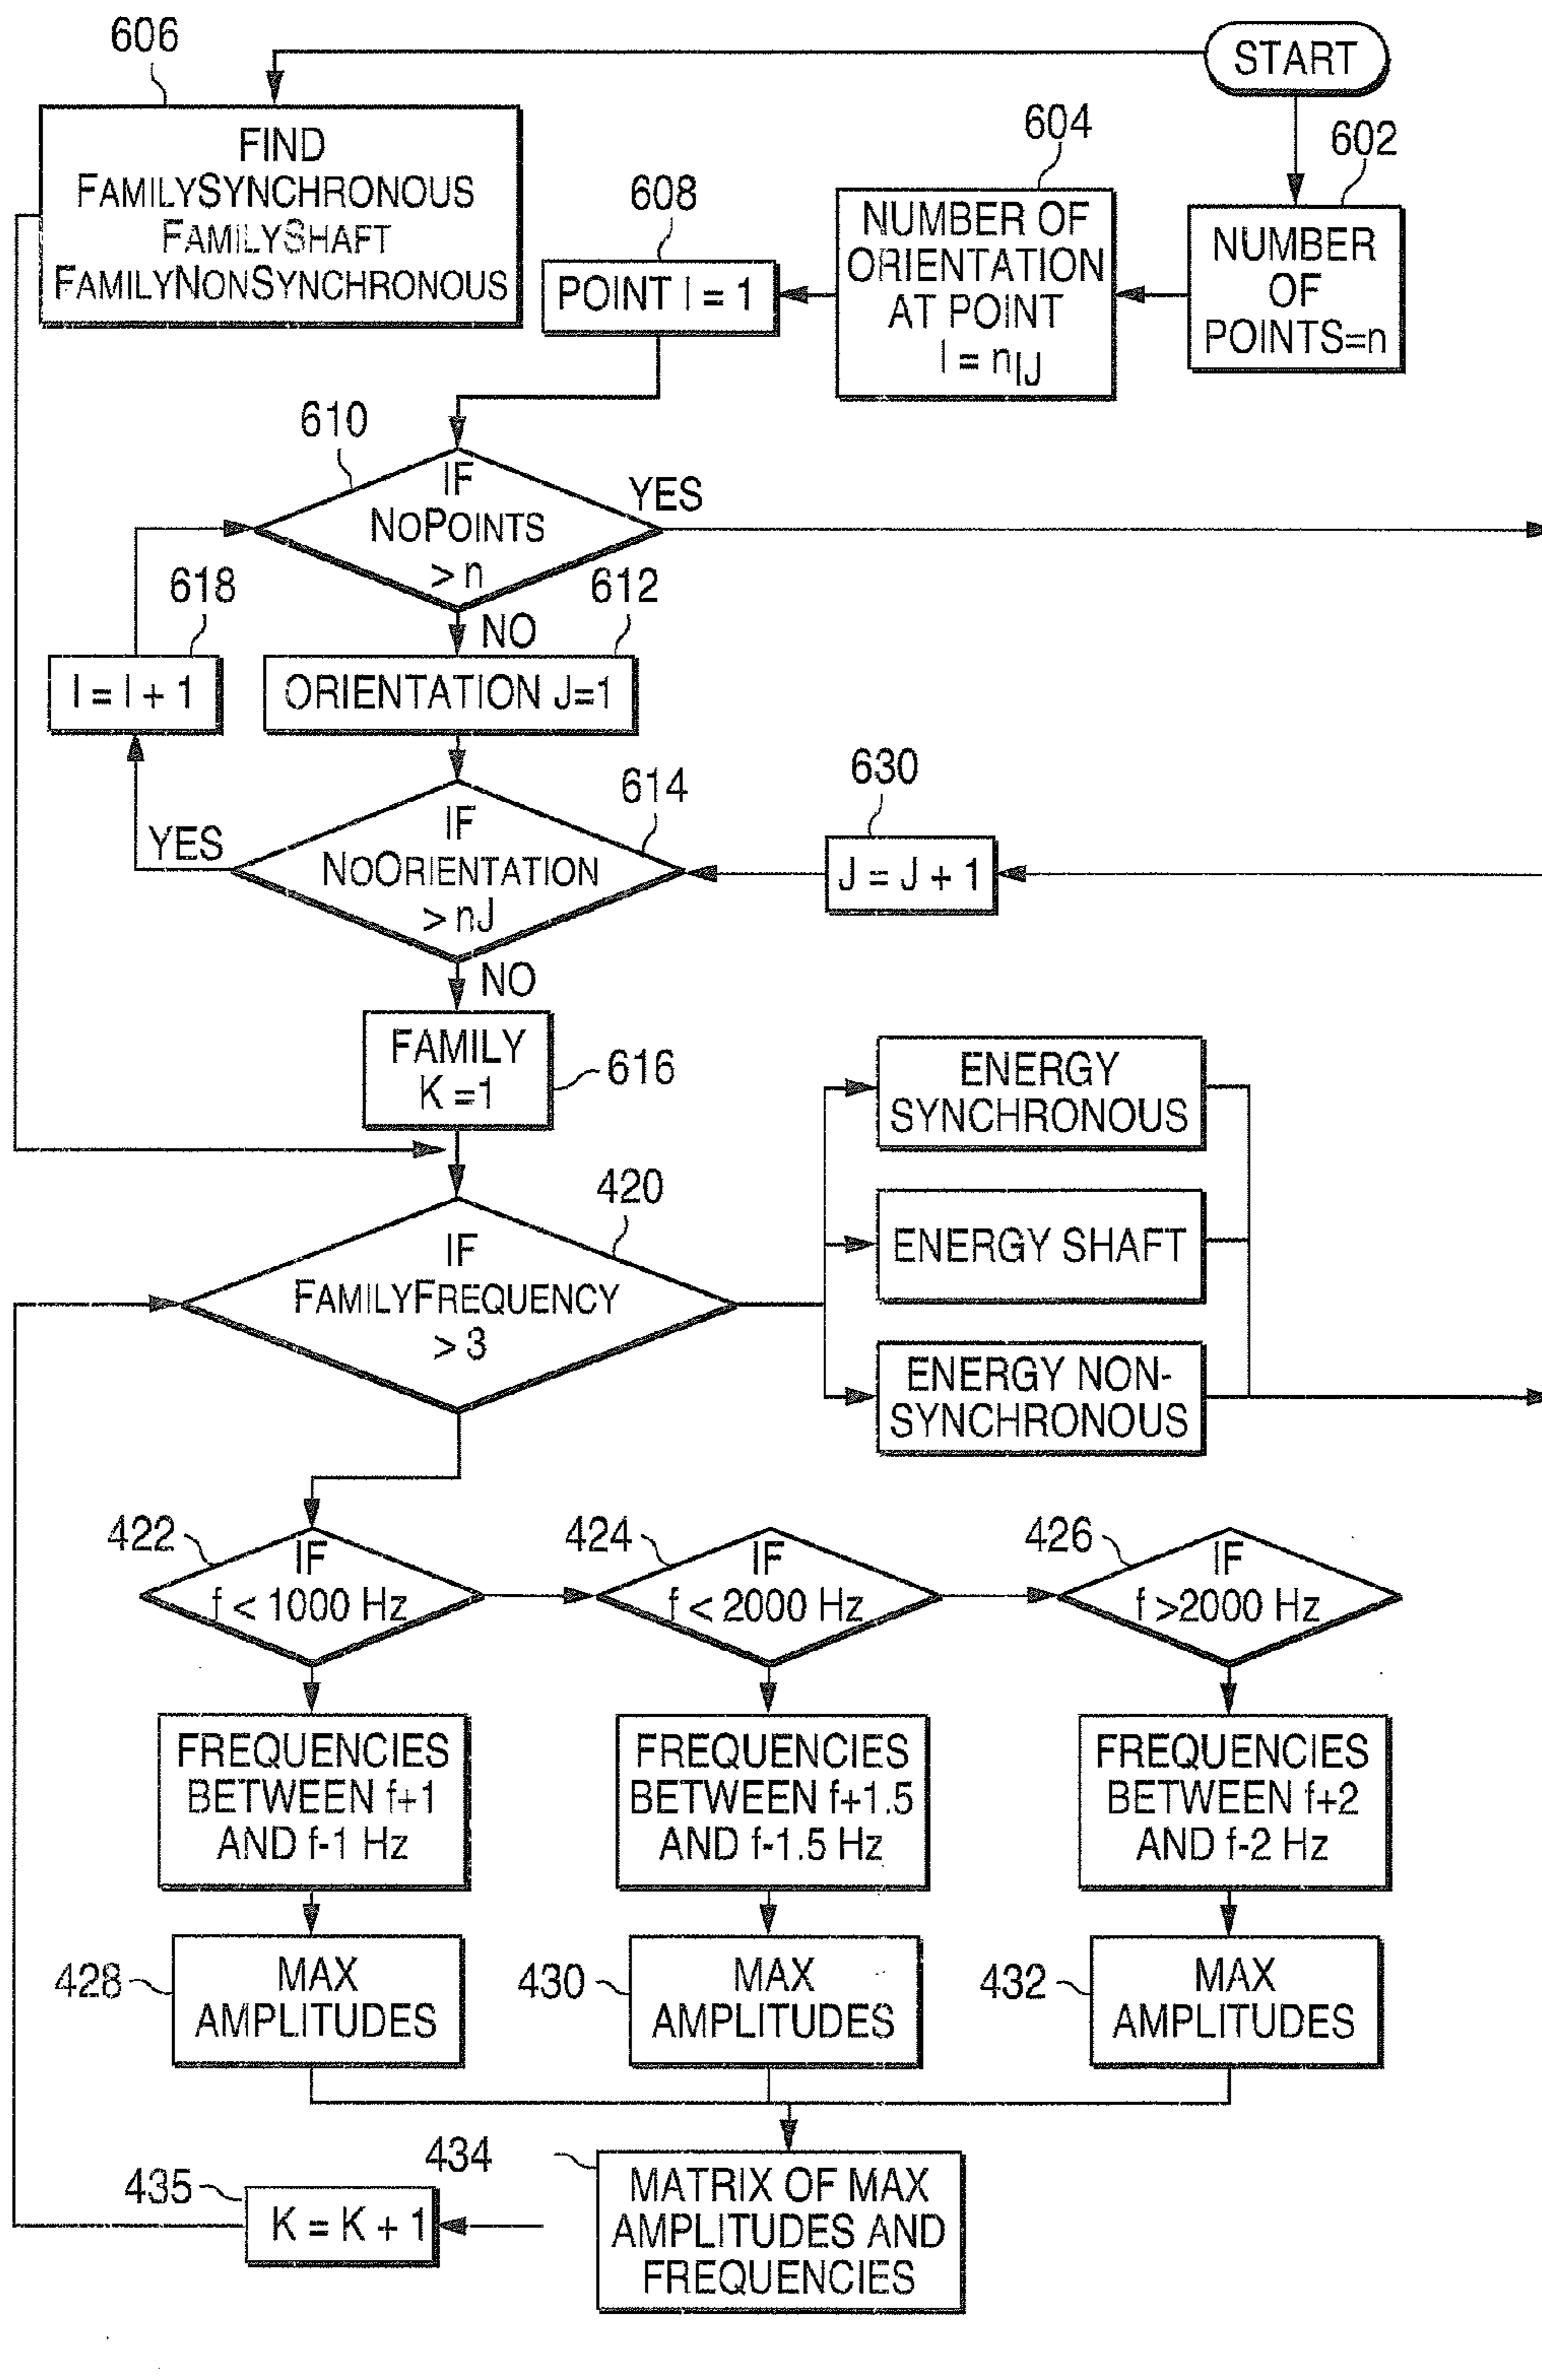 606
START
604
602
FIND
FAMILYSYNCHRONOUS
FAMILYSHAFT
FAMILYNONSYNCHRONOUS
608
NUMBER OF
ORIENTATION
AT POINT
I = nIJ
NUMBER
OF
POINTS=n
POINT I = 1
610
IF
NOPOINTS
> n
YES
618
612
NO
I = I + 1
ORIENTATION J=1
630
614
IF
NOORIENTATION
> nJ
YES
J = J + 1
NO
FAMILY
K =1
616
ENERGY
SYNCHRONOUS
420
IF
FAMILYFREQUENCY
> 3
ENERGY SHAFT
ENERGY NON-
SYNCHRONOUS
422
IF
f < 1000 Hz
424
IF
f < 2000 Hz
426
IF
f >2000 Hz
FREQUENCIES
BETWEEN f+1
AND f-1 Hz
FREQUENCIES
BETWEEN f+1.5
AND f-1.5 Hz
FREQUENCIES
BETWEEN f+2
AND f-2 Hz
428
MAX
AMPLITUDES
430
MAX
AMPLITUDES
432
MAX
AMPLITUDES
434
435
K = K + 1
MATRIX OF MAX
AMPLITUDES AND
FREQUENCIES